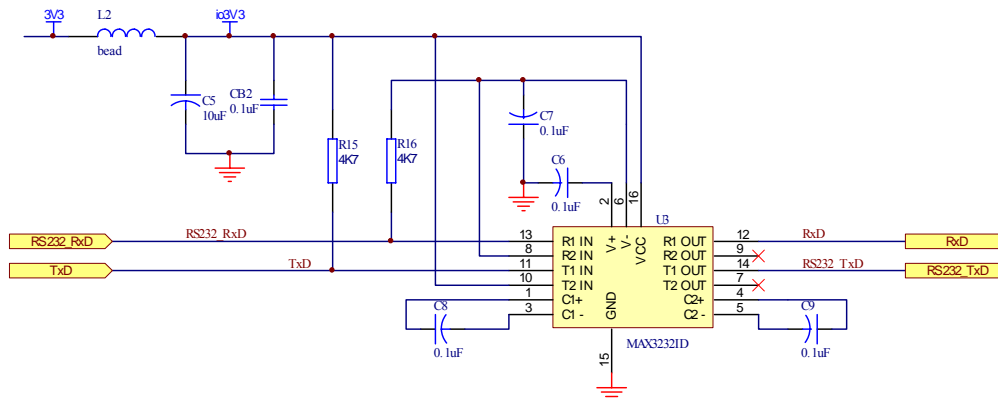 3V3
L2
io3V3
bead
C5
10uF
CB2
0.1uF
C7
0.1uF
R15
4K7
R16
4K7
C6
0.1uF
2
6
16
U3
RS232_RxD
RS232_RxD
13
R1 IN
V+
V-
VCC
R1 OUT
12
RxD
RxD
8
R2 IN
R2 OUT
9
TxD
TxD
11
T1 IN
T1 OUT
14
RS232_TxD
RS232_TxD
10
T2 IN
T2 OUT
7
1
C1+
GND
C2+
4
3
C1 -
C2 -
5
C8
0.1uF
C9
0.1uF
15
MAX3232ID